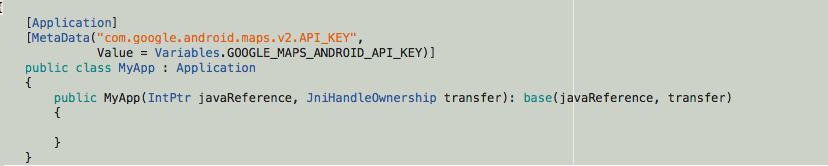 {
[Application]
[MetaData("com.google.android.maps.v2.API_KEY",
Value = Variables.GOOGLE_MAPS_ANDROID_API_KEY)]
public class MyApp : Application
{
public MyApp(IntPtr javaReference, JniHandleOwnership transfer): base(javaReference, transfer)
{
}
}